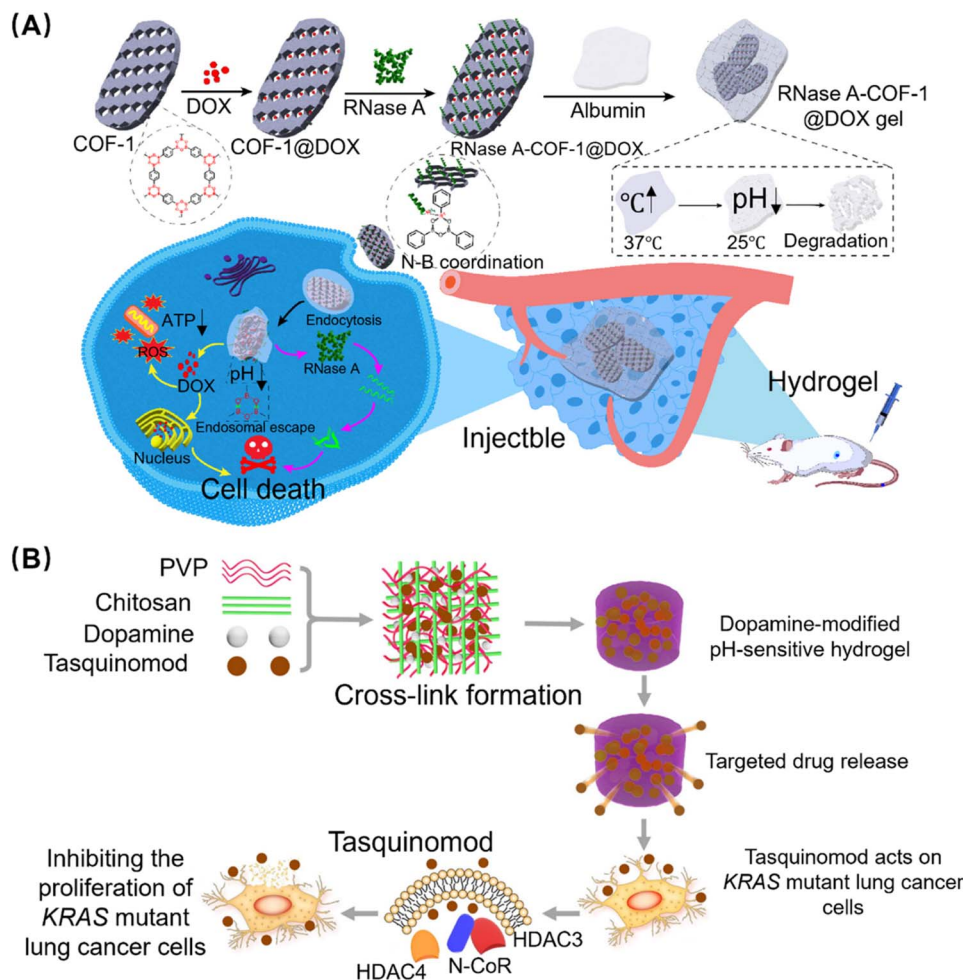 (A)
DOX
RNase A
Albumin
COF-1
COF-1@DOX
RNase A-COF-1@DOX
RNase A-COF-1
@DOX gel
°C
pH
37°C
25°C
Degradation
N-B coordination
Endocytosis
ATP
ROS
DOX
pH
RNase A
Endosomal escape
Nucleus
Cell death
Injectble
Hydrogel
(B)
PVP
Chitosan
Dopamine
Tasquinomod
Cross-link formation
Dopamine-modified
pH-sensitive hydrogel
Targeted drug release
Tasquinomod acts on
KRAS mutant lung cancer
cells
Tasquinomod
HDAC4
N-CoR
HDAC3
Inhibiting the
proliferation of
KRAS mutant
lung cancer cells